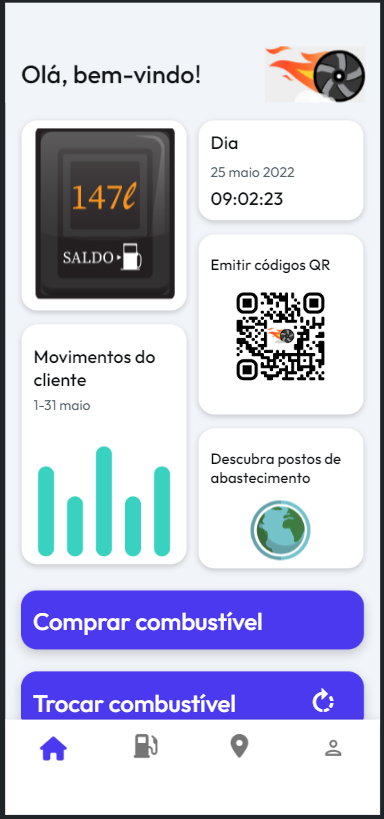 Olá, bem-vindo!
147ℓ
SALDO
Dia
25 maio 2022
09:02:23
Emitir códigos QR
Movimentos do
cliente
1-31 maio
Descubra postos de
abastecimento
Comprar combustível
Trocar combustível